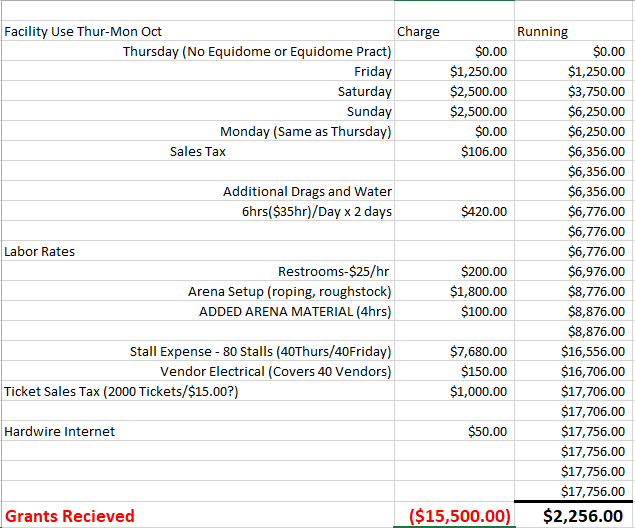 Facility Use Thur-Mon Oct Charge Running
Thursday (No Equidome or Equidome Pract) $0.00 $0.00
Friday $1,250.00 $1,250.00
Saturday $2,500.00 $3,750.00
Sunday $2,500.00 $6,250.00
Monday (Same as Thursday) $0.00 $6,250.00
Sales Tax $106.00 $6,356.00
$6,356.00
Additional Drags and Water $6,356.00
6hrs($35hr)/Day x 2 days $420.00 $6,776.00
$6,776.00
Labor Rates $6,776.00
Restrooms-$25/hr $200.00 $6,976.00
Arena Setup (roping, roughstock) $1,800.00 $8,776.00
ADDED ARENA MATERIAL (4hrs) $100.00 $8,876.00
$8,876.00
Stall Expense - 80 Stalls (40Thurs/40Friday) $7,680.00 $16,556.00
Vendor Electrical (Covers 40 Vendors) $150.00 $16,706.00
Ticket Sales Tax (2000 Tickets/$15.00?) $1,000.00 $17,706.00
$17,706.00
Hardwire Internet $50.00 $17,756.00
$17,756.00
$17,756.00
$17,756.00
Grants Recieved ($15,500.00) $2,256.00